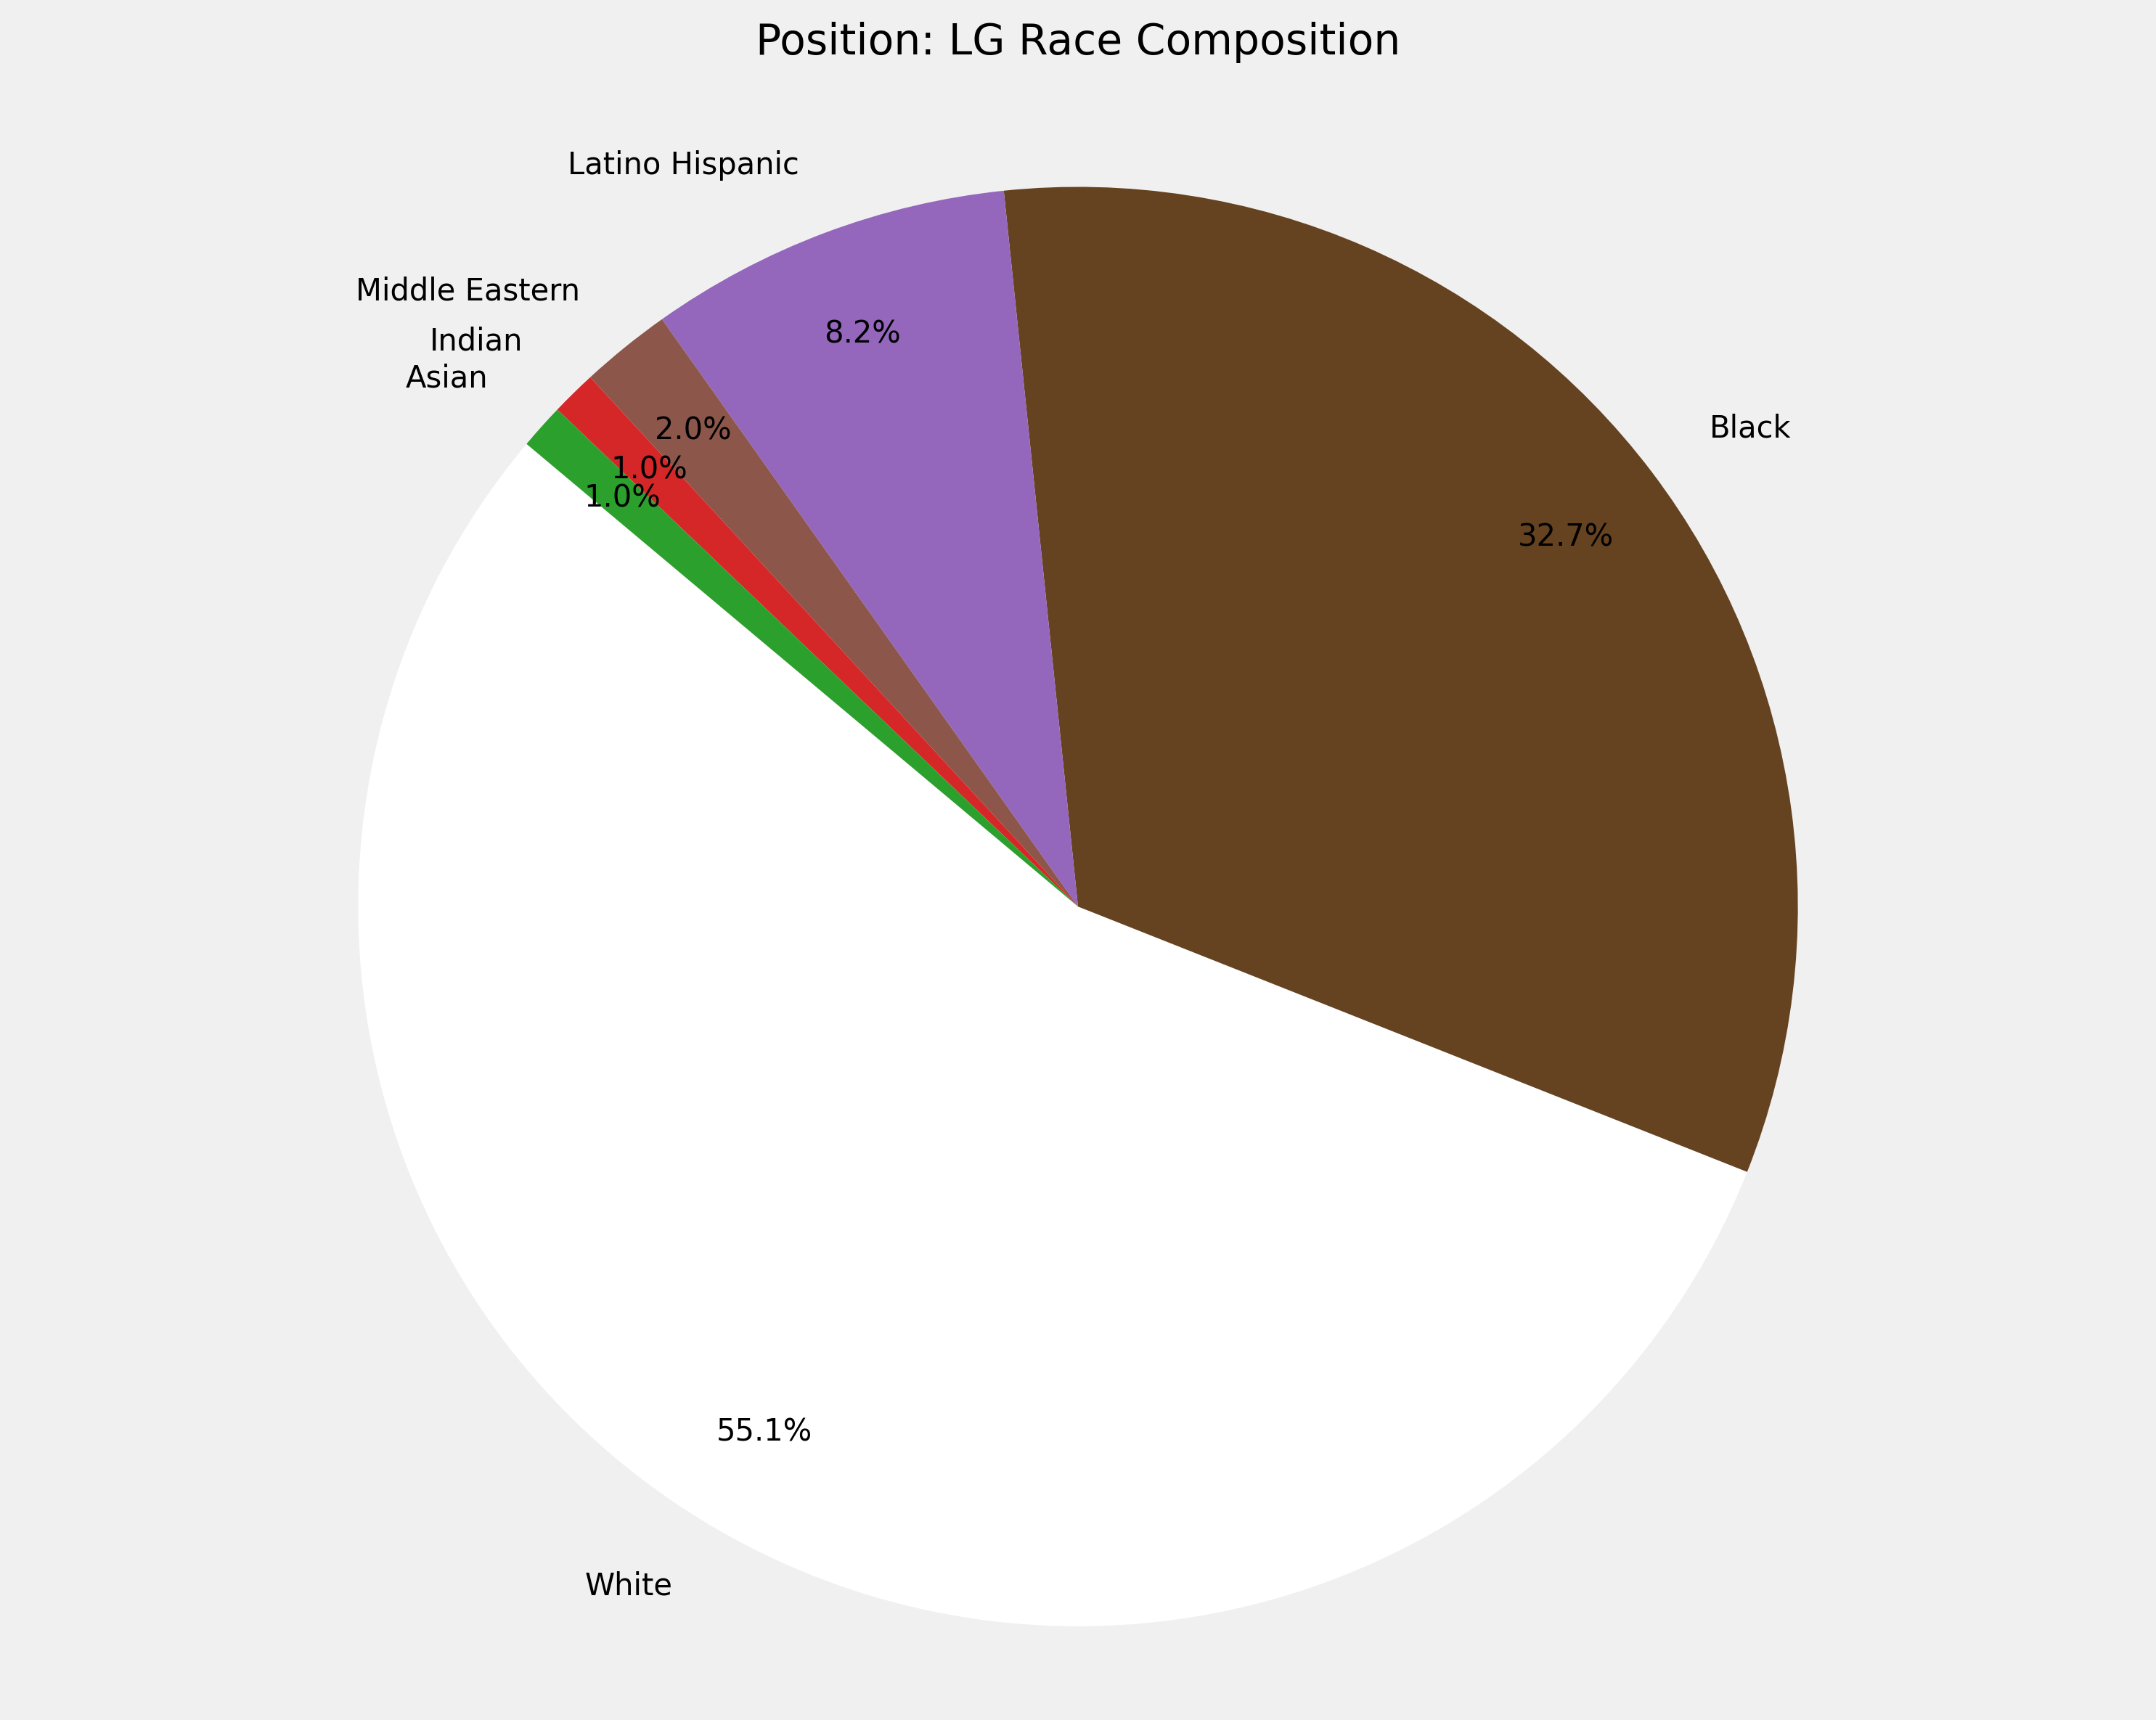 Position: LG Race Composition
Latino Hispanic
Middle Eastern
8.2%
Indian
Asian
2.0%
Black
1.0%
1.0%
32.7%
55.1%
White